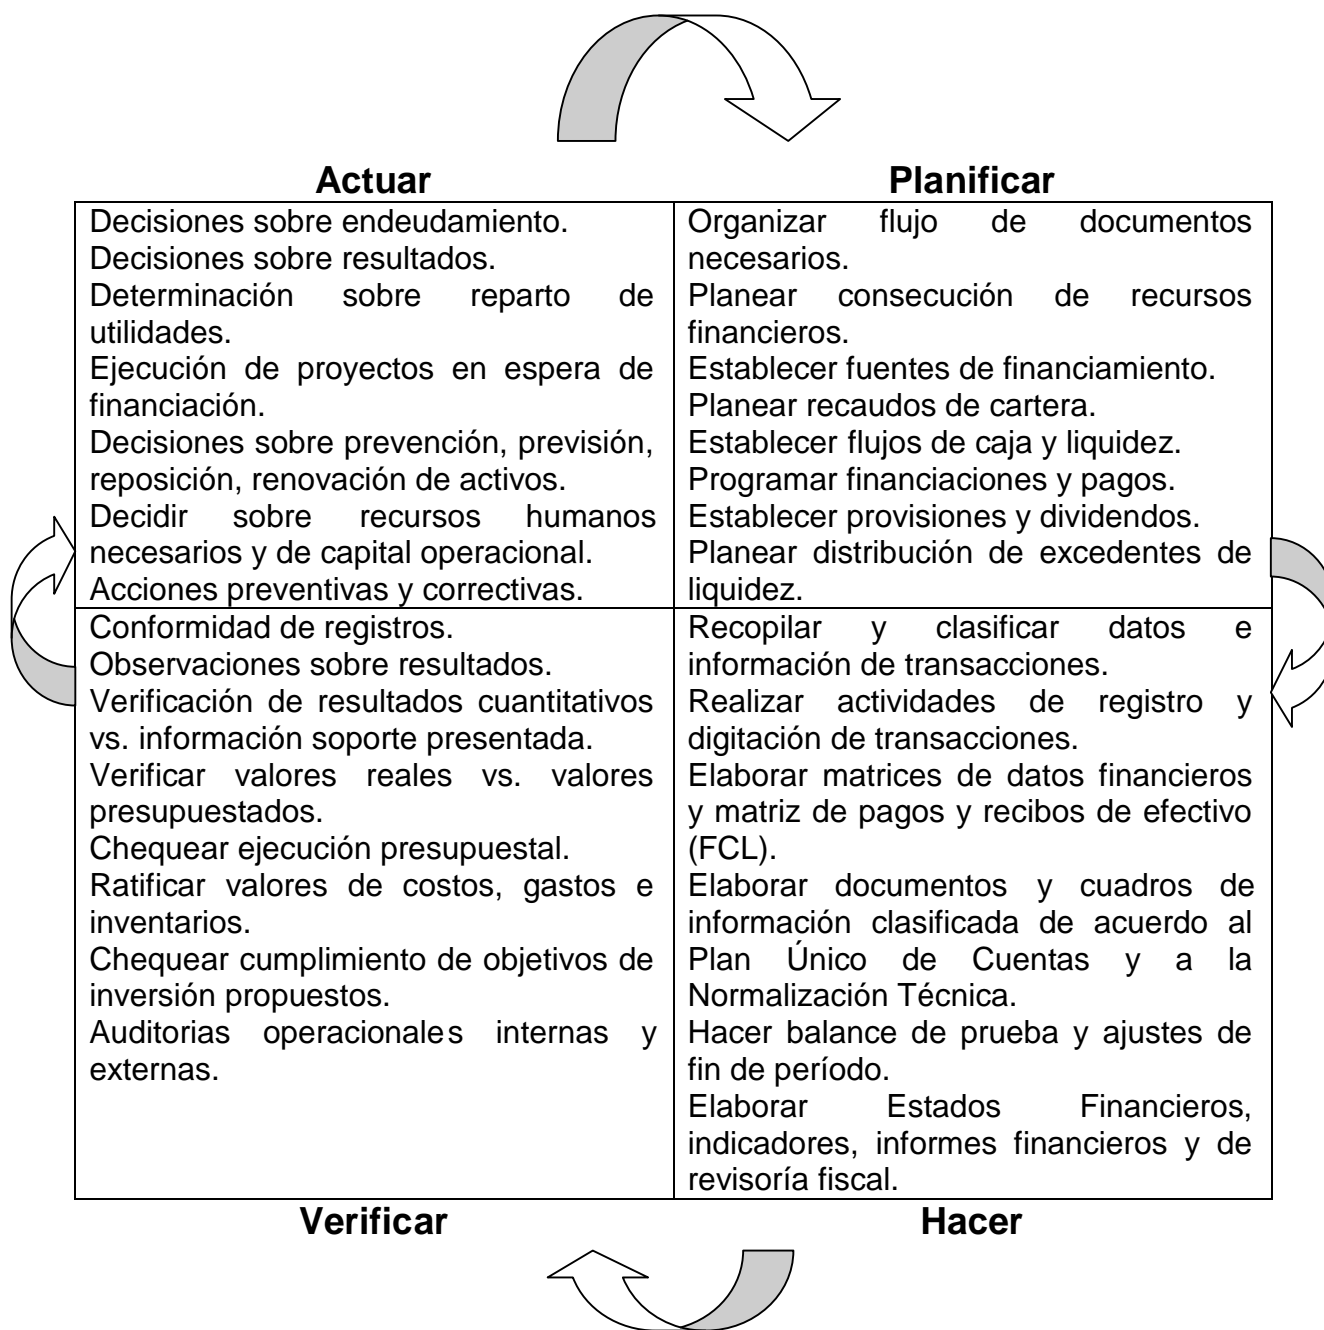 Actuar
Planificar
Decisiones sobre endeudamiento.
Decisiones sobre resultados.
Determinación sobre reparto de
utilidades.
Ejecución de proyectos en espera de
financiación.
Decisiones sobre prevención, previsión,
reposición, renovación de activos.
Decidir sobre recursos humanos
necesarios y de capital operacional.
Acciones preventivas y correctivas.
Organizar flujo de documentos
necesarios.
Planear consecución de recursos
financieros.
Establecer fuentes de financiamiento.
Planear recaudos de cartera.
Establecer flujos de caja y liquidez.
Programar financiaciones y pagos.
Establecer provisiones y dividendos.
Planear distribución de excedentes de
liquidez.
Conformidad de registros.
Observaciones sobre resultados.
Verificación de resultados cuantitativos
vs. información soporte presentada.
Verificar valores reales vs. valores
presupuestados.
Chequear ejecución presupuestal.
Ratificar valores de costos, gastos e
inventarios.
Chequear cumplimiento de objetivos de
inversión propuestos.
Auditorias operacionales internas y
externas.
Recopilar y clasificar datos e
información de transacciones.
Realizar actividades de registro y
digitación de transacciones.
Elaborar matrices de datos financieros
y matriz de pagos y recibos de efectivo
(FCL).
Elaborar documentos y cuadros de
información clasificada de acuerdo al
Plan Único de Cuentas y a la
Normalización Técnica.
Hacer balance de prueba y ajustes de
fin de período.
Elaborar Estados Financieros,
indicadores, informes financieros y de
revisoría fiscal.
Verificar
Hacer